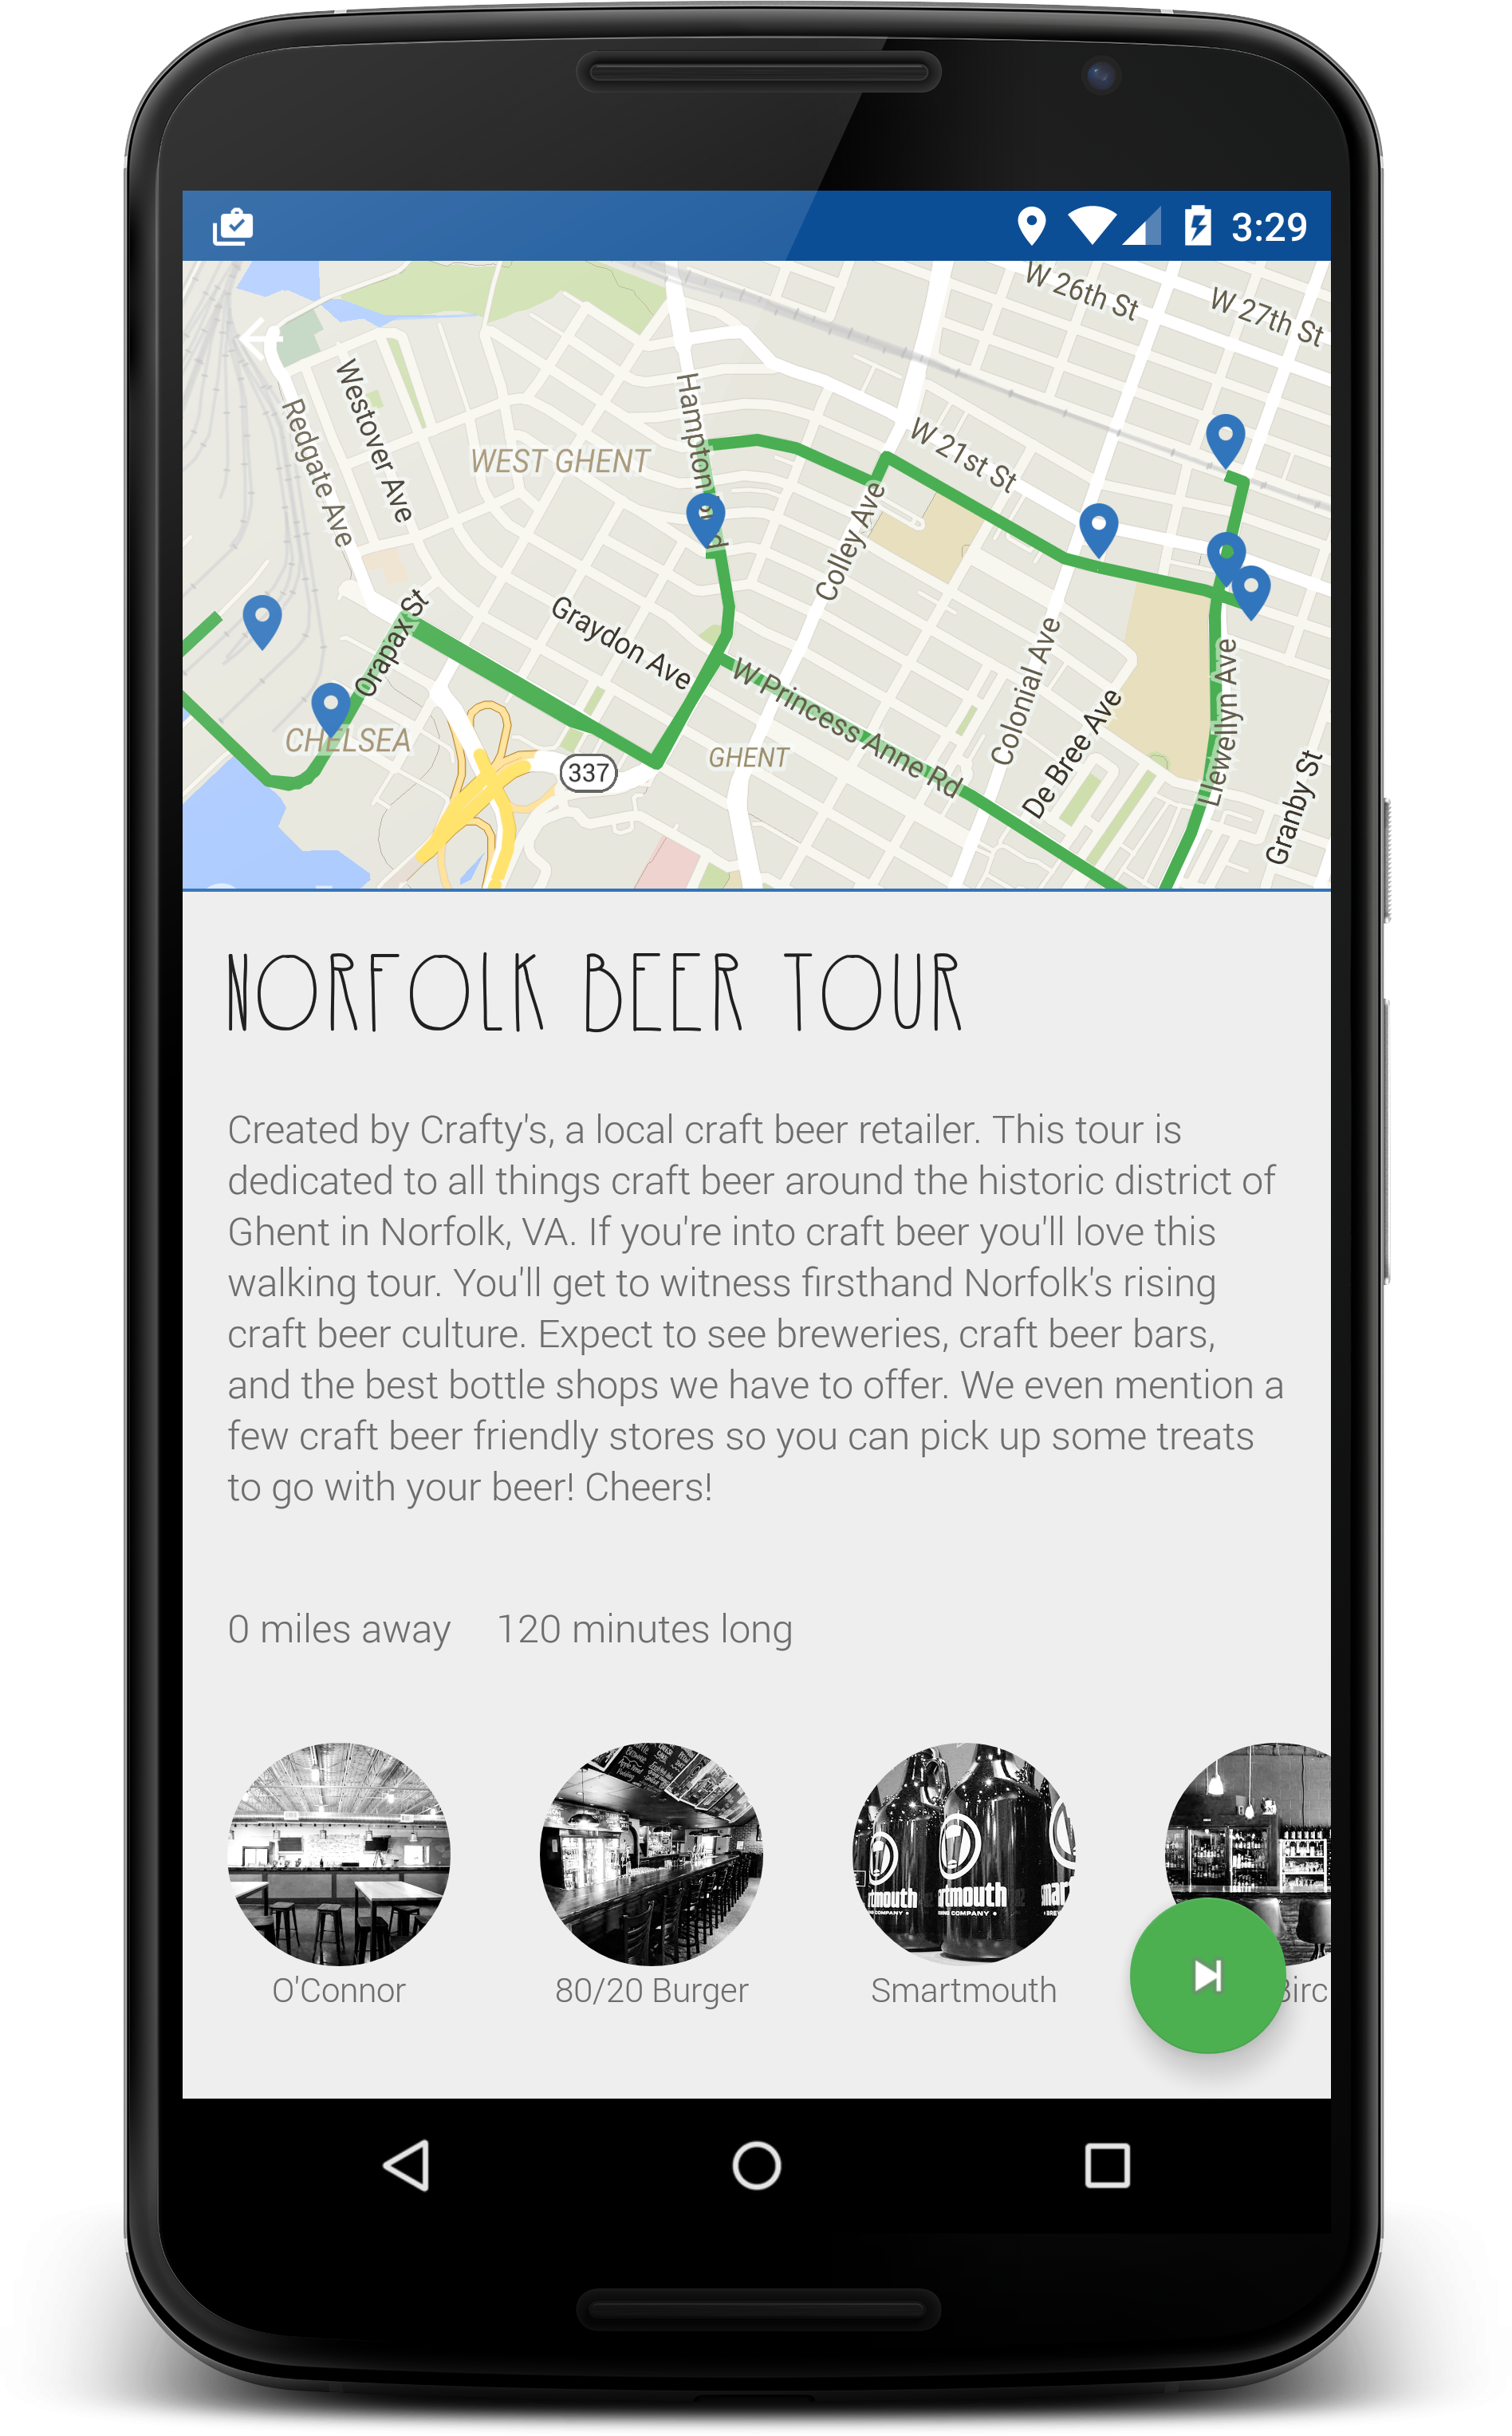 3:29
W 26th St
W 27th St
Westover Ave
Redgate Ave
Hampton
WEST GHENT
W 21st St
Colley Ave
Orapax St
Graydon Ave
W Princess Anne Rd
Colonial Ave
De Bree Ave
Llewellyn Ave
Granby St
CHELSEA
GHENT
337
NORFOLK BEER TOUR
Created by Crafty's, a local craft beer retailer. This tour is
dedicated to all things craft beer around the historic district of
Ghent in Norfolk, VA. If you're into craft beer you'll love this
walking tour. You'll get to witness firsthand Norfolk's rising
craft beer culture. Expect to see breweries, craft beer bars,
and the best bottle shops we have to offer. We even mention a
few craft beer friendly stores so you can pick up some treats
to go with your beer! Cheers!
0 miles away 120 minutes long
rtmouth
rtmouth
O'Connor
80/20 Burger
Smartmouth